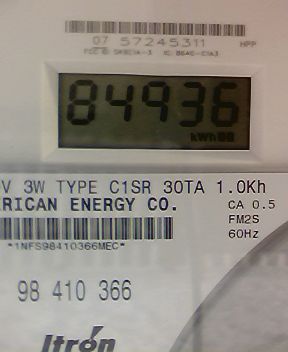 07 57245311 HPP
84936
kWh
V 3W TYPE C1SR 30TA 1.0Kh
RICAN ENERGY CO. CA 0.5
FM2S
60Hz
*1NFS98410366MEC*
98 410 366
Itron